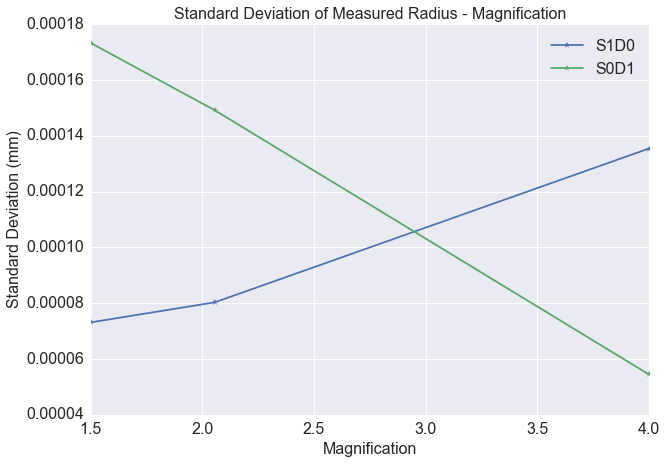 Standard Deviation of Measured Radius - Magnification
S1D0
S0D1
0.00018
0.00016
0.00014
0.00012
0.00010
0.00008
0.00006
0.00004
Standard Deviation (mm)
1.5 2.0 2.5 3.0 3.5 4.0
Magnification